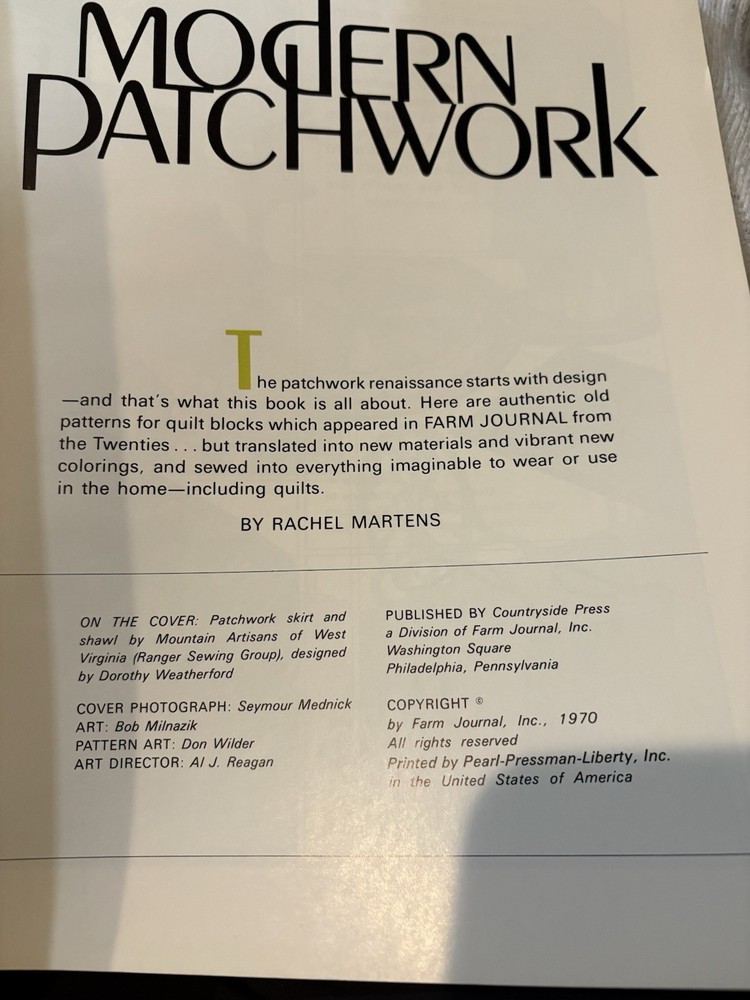 MODERN
PATCHWORK
The patchwork renaissance starts with design
—and that's what this book is all about. Here are authentic old
patterns for quilt blocks which appeared in FARM JOURNAL from
the Twenties . . . but translated into new materials and vibrant new
colorings, and sewed into everything imaginable to wear or use
in the home—including quilts.
BY RACHEL MARTENS
ON THE COVER: Patchwork skirt and
shawl by Mountain Artisans of West
Virginia (Ranger Sewing Group), designed
by Dorothy Weatherford
COVER PHOTOGRAPH: Seymour Mednick
ART: Bob Milnazik
PATTERN ART: Don Wilder
ART DIRECTOR: Al J. Reagan
PUBLISHED BY Countryside Press
a Division of Farm Journal, Inc.
Washington Square
Philadelphia, Pennsylvania
COPYRIGHT ©
by Farm Journal, Inc., 1970
All rights reserved
Printed by Pearl-Pressman-Liberty, Inc.
in the United States of America